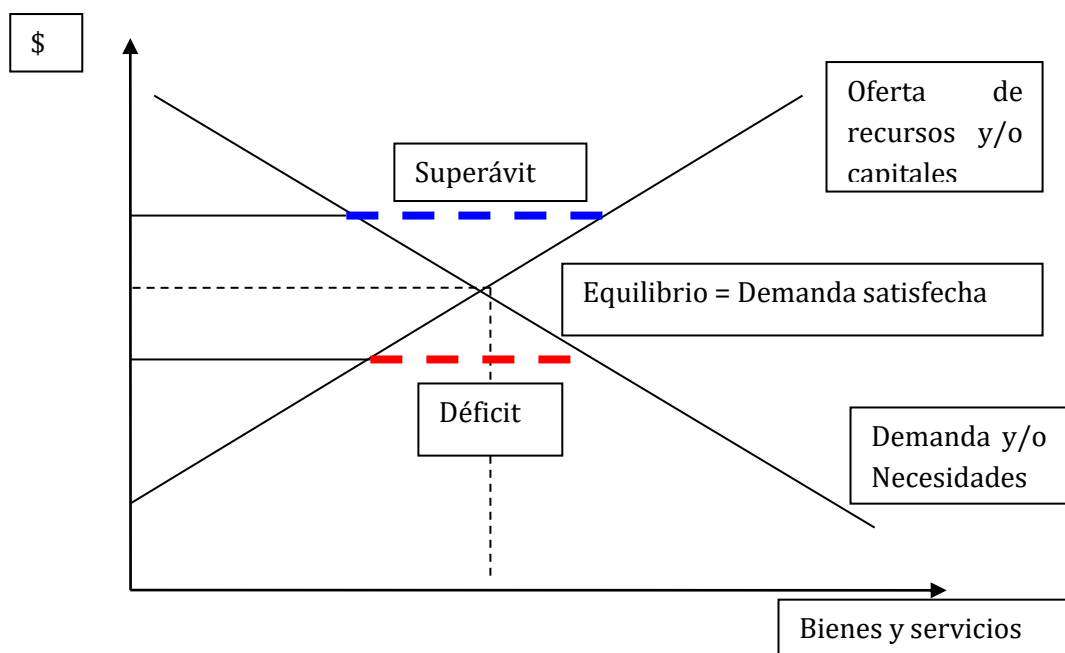 $
Oferta de
recursos y/o
capitales
Superávit
Equilibrio = Demanda satisfecha
Déficit
Demanda y/o
Necesidades
Bienes y servicios